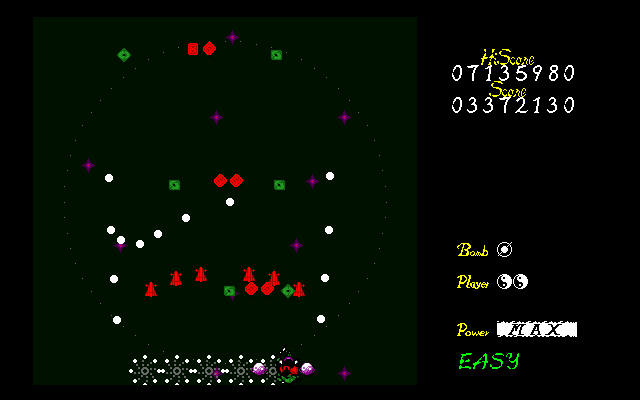 HiScore
07135980
Score
03372130
Bomb
Player
Power MAX
EASY